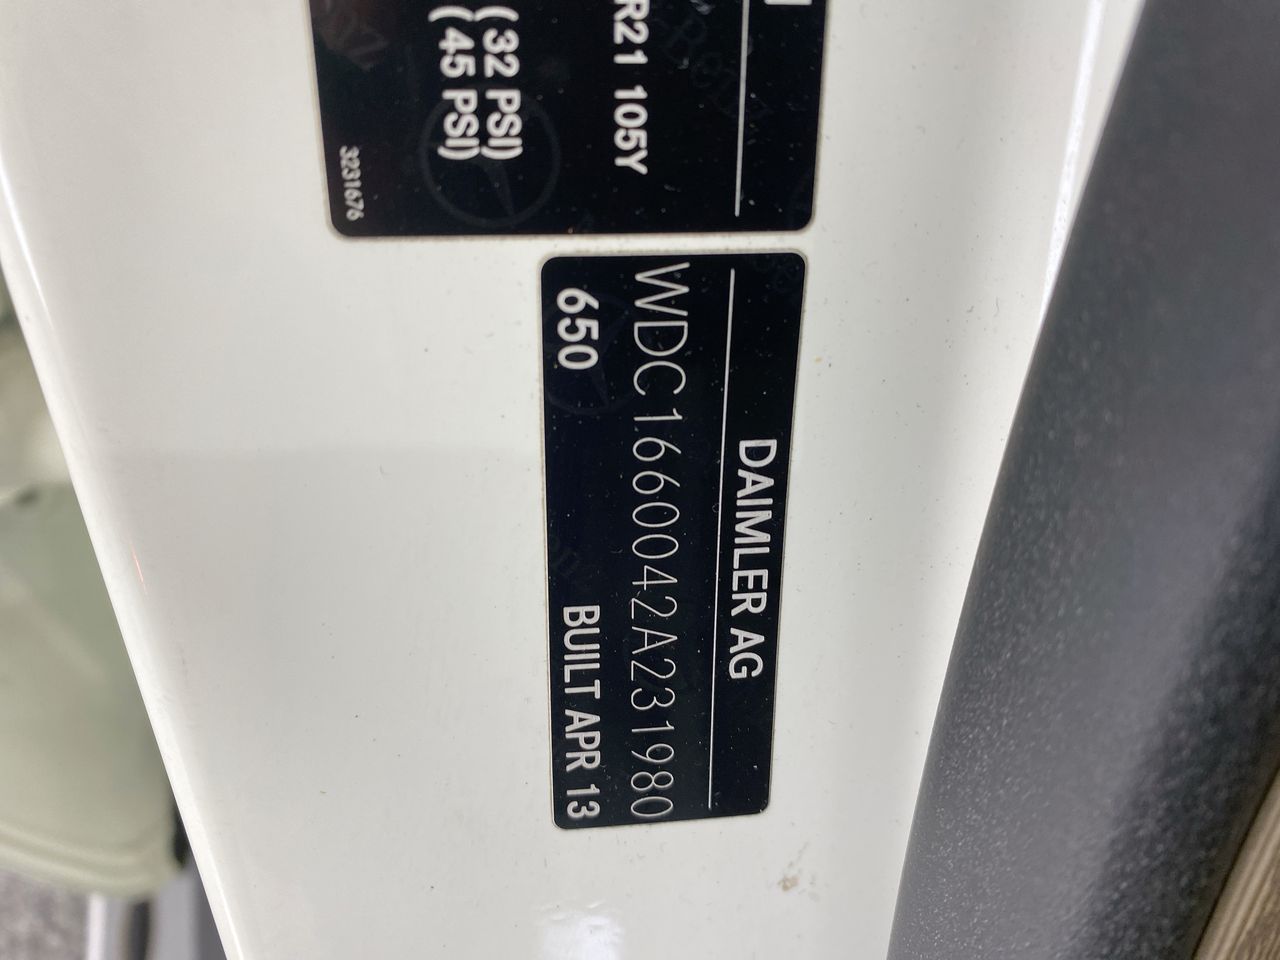 R21 105Y
(32 PSI)
(45 PSI)
3231676
DAIMLER AG
WDC1660042A231980
650 BUILT APR 13